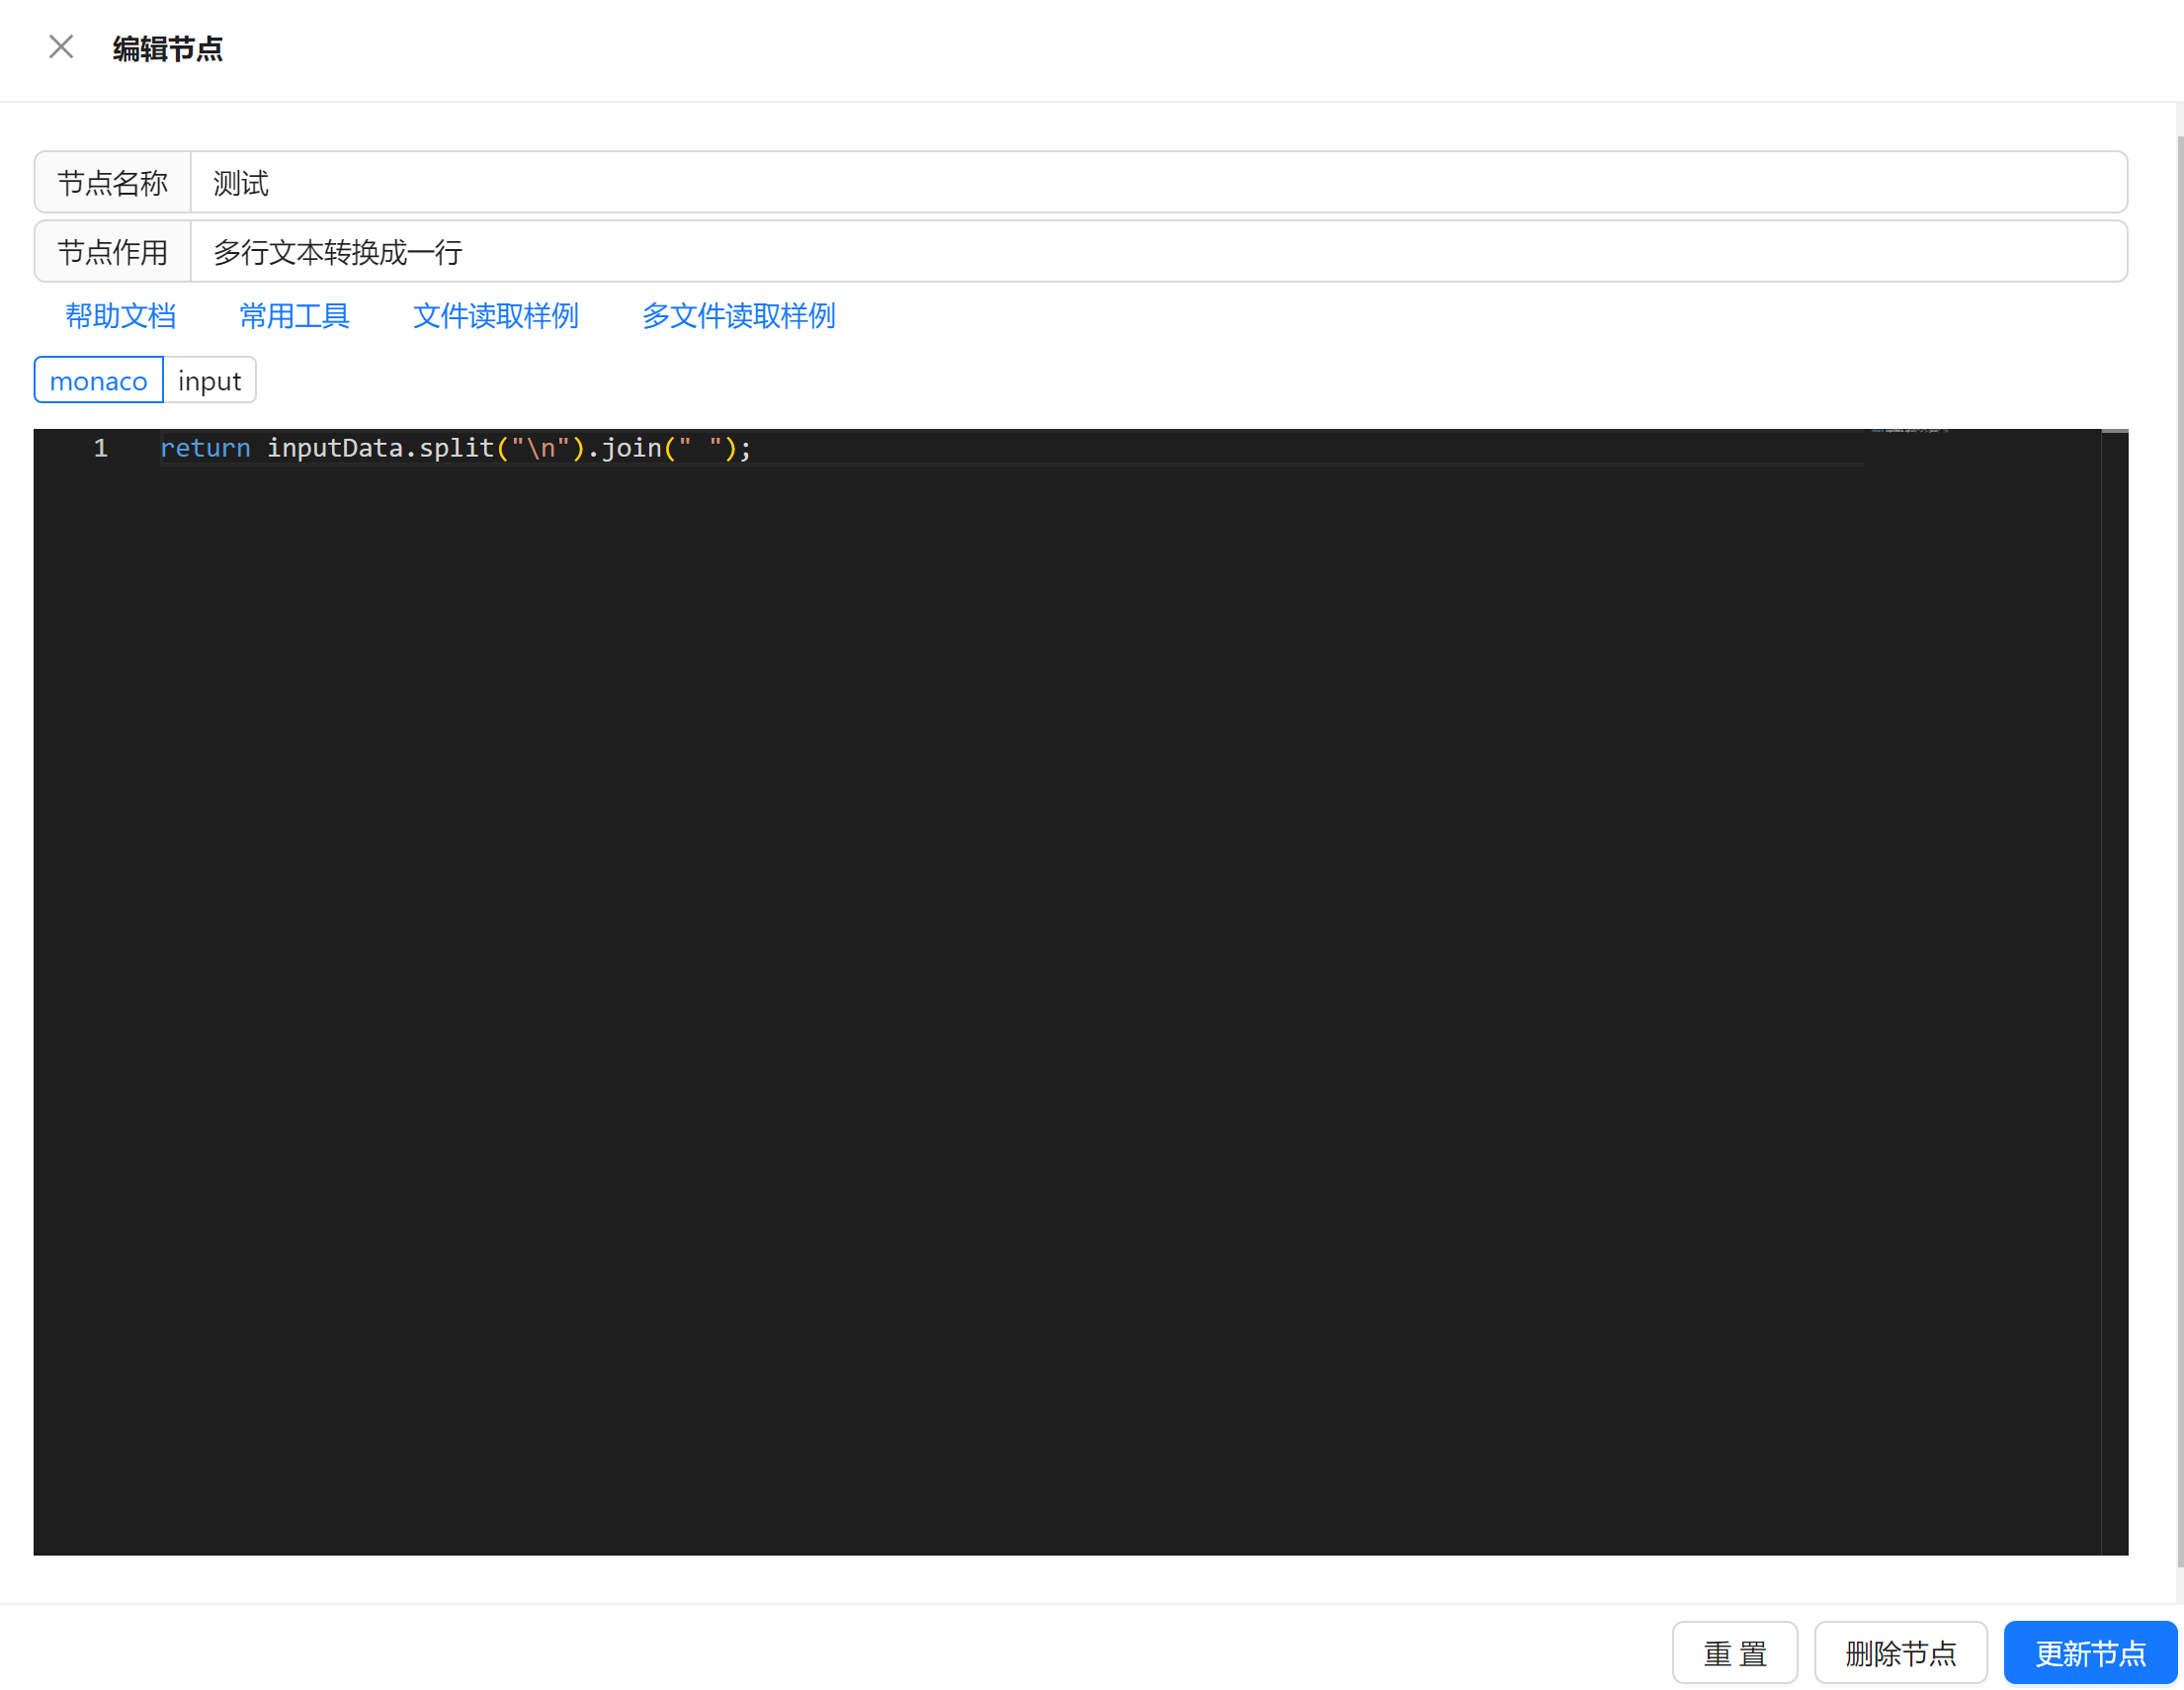 编辑节点
节点名称 测试
节点作用 多行文本转换成一行
帮助文档 常用工具 文件读取样例 多文件读取样例
monaco input
1 return inputData.split("\n").join(" ");
重 置 删除节点 更新节点